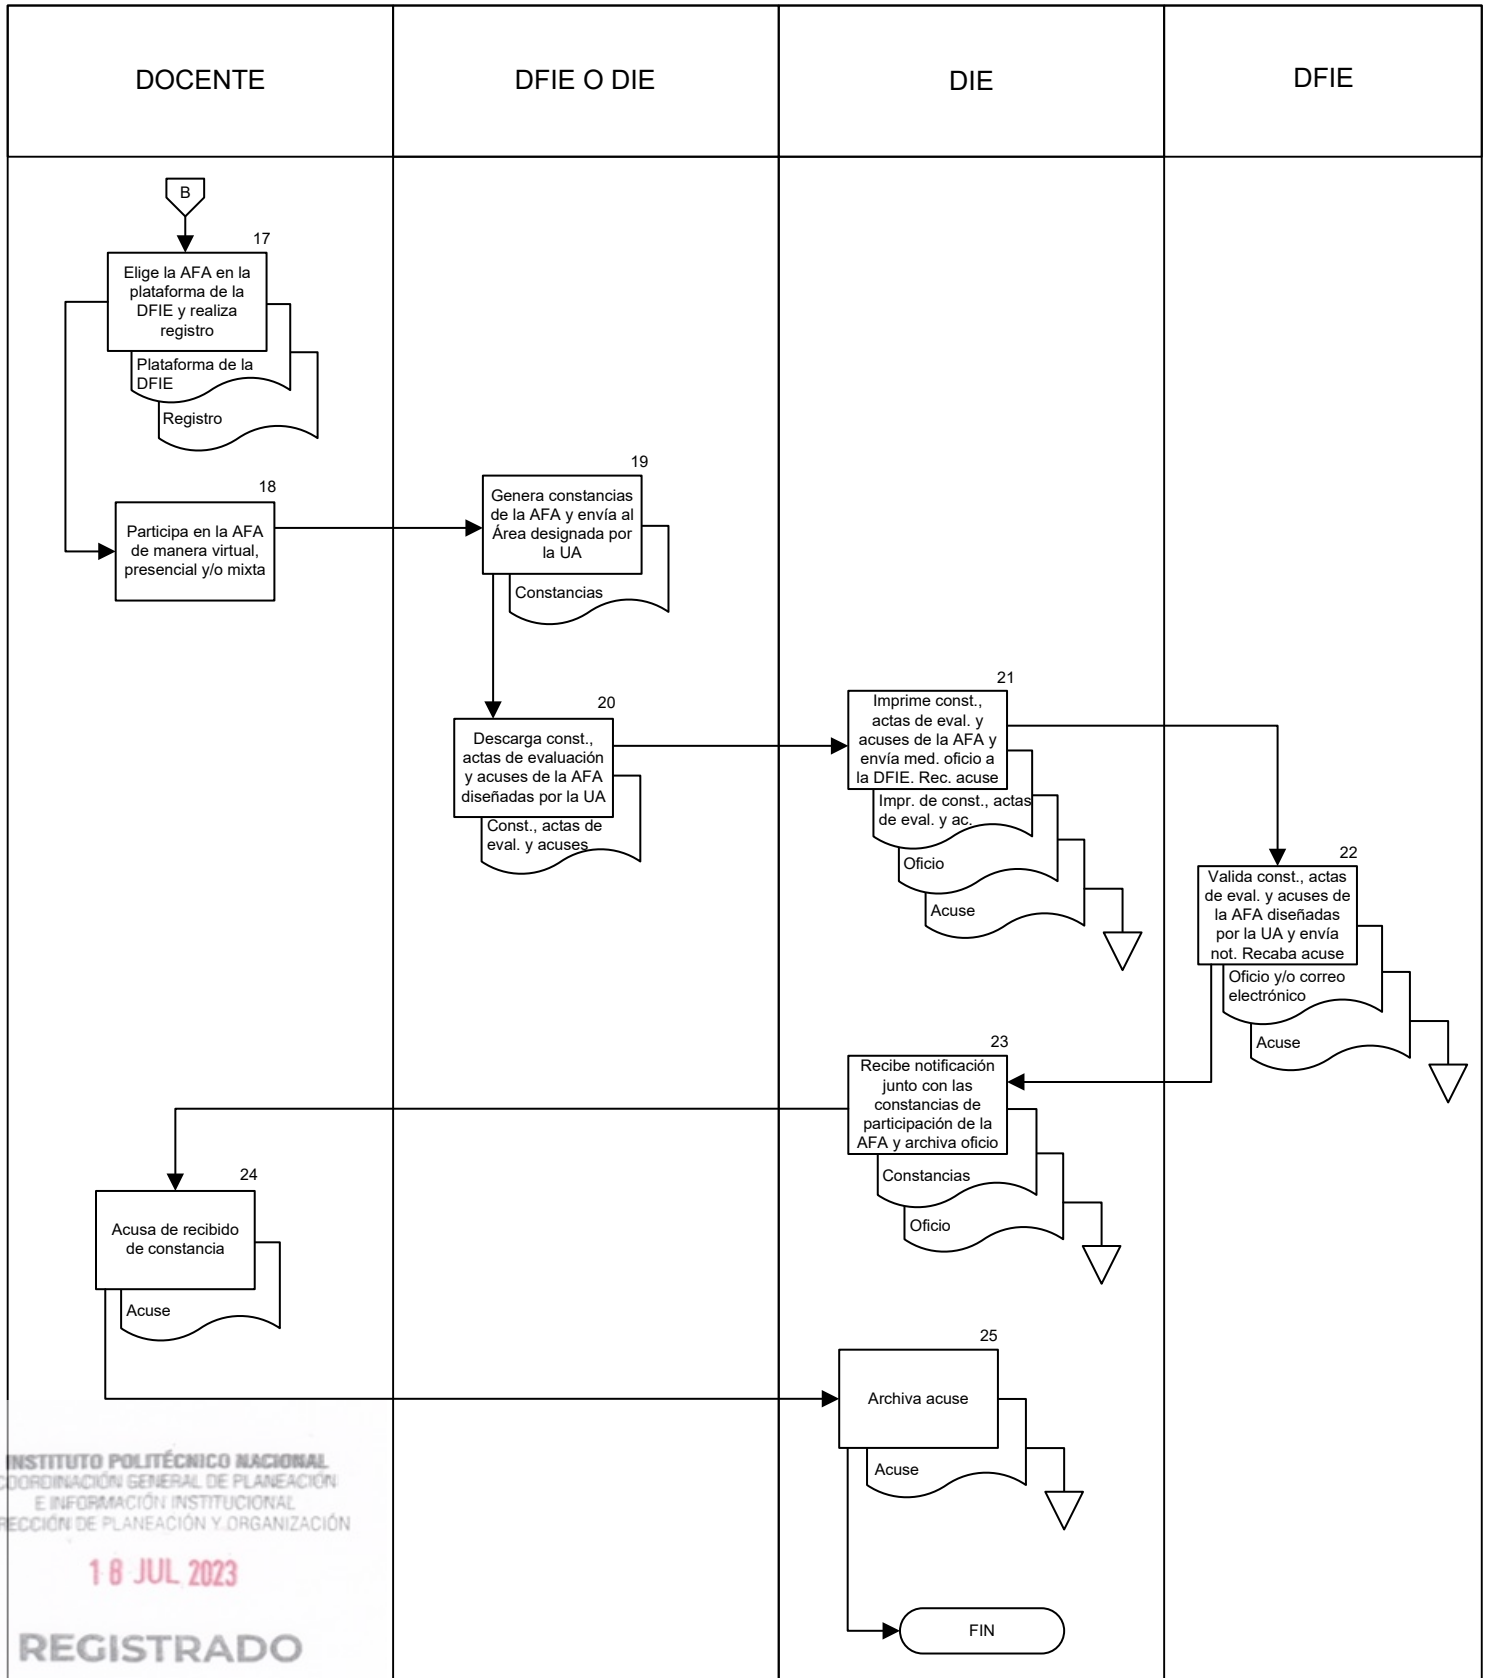 DOCENTE
DFIE O DIE
DIE
DFIE
B
17
Elige la AFA en la
plataforma de la
DFIE y realiza
registro
Plataforma de la
DFIE
Registro
18
Participa en la AFA
de manera virtual,
presencial y/o mixta
19
Genera constancias
de la AFA y envía al
Área designada por
la UA
Constancias
20
Descarga const.,
actas de evaluación
y acuses de la AFA
diseñadas por la UA
Const., actas de
eval. y acuses
21
Imprime const.,
actas de eval. y
acuses de la AFA y
envía med. oficio a
la DFIE. Rec. acuse
Impr. de const., actas
de eval. y ac.
Oficio
Acuse
22
Valida const., actas
de eval. y acuses de
la AFA diseñadas
por la UA y envía
not. Recaba acuse
Oficio y/o correo
electrónico
Acuse
23
Recibe notificación
junto con las
constancias de
participación de la
AFA y archiva oficio
Constancias
Oficio
24
Acusa de recibido
de constancia
Acuse
25
Archiva acuse
Acuse
FIN
INSTITUTO POLITÉCNICO NACIONAL
COORDINACIÓN GENERAL DE PLANEACIÓN
E INFORMACIÓN INSTITUCIONAL
RECCIÓN DE PLANEACIÓN Y ORGANIZACIÓN
18 JUL 2023
REGISTRADO